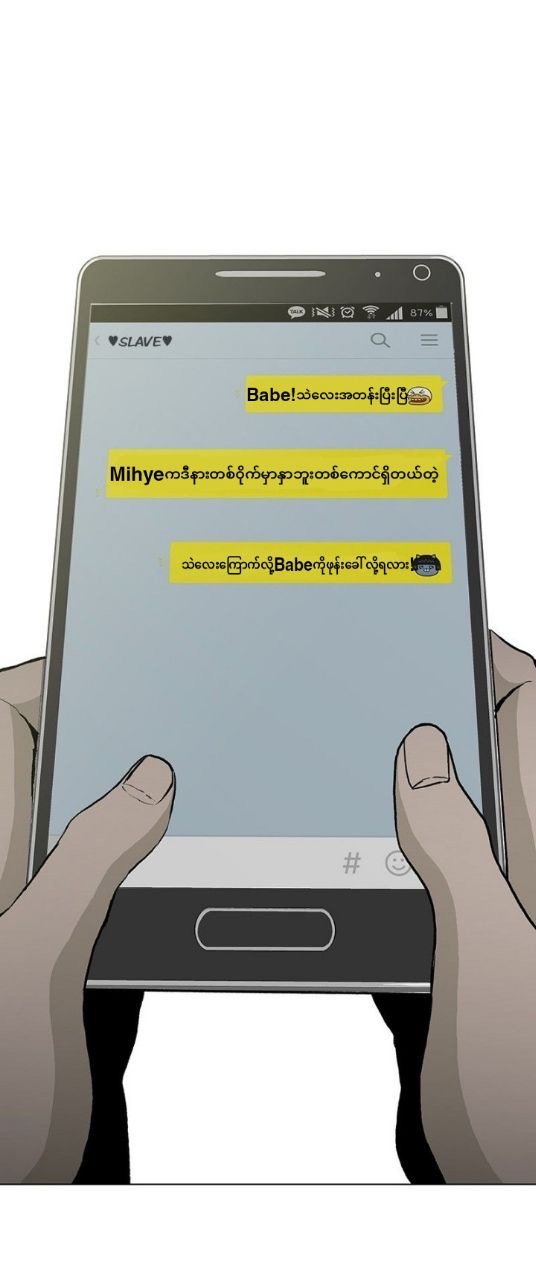 TALK 87%
♥SLAVE♥
Babe!သဲလေးအတန်းပြီးပြီ
Mihyeကဒီနားတစ်ဝိုက်မှာနှာဘူးတစ်ကောင်ရှိတယ်တဲ့
သဲလေးကြောက်လို့Babeကိုဖုန်းခေါ်လို့ရလား!
#